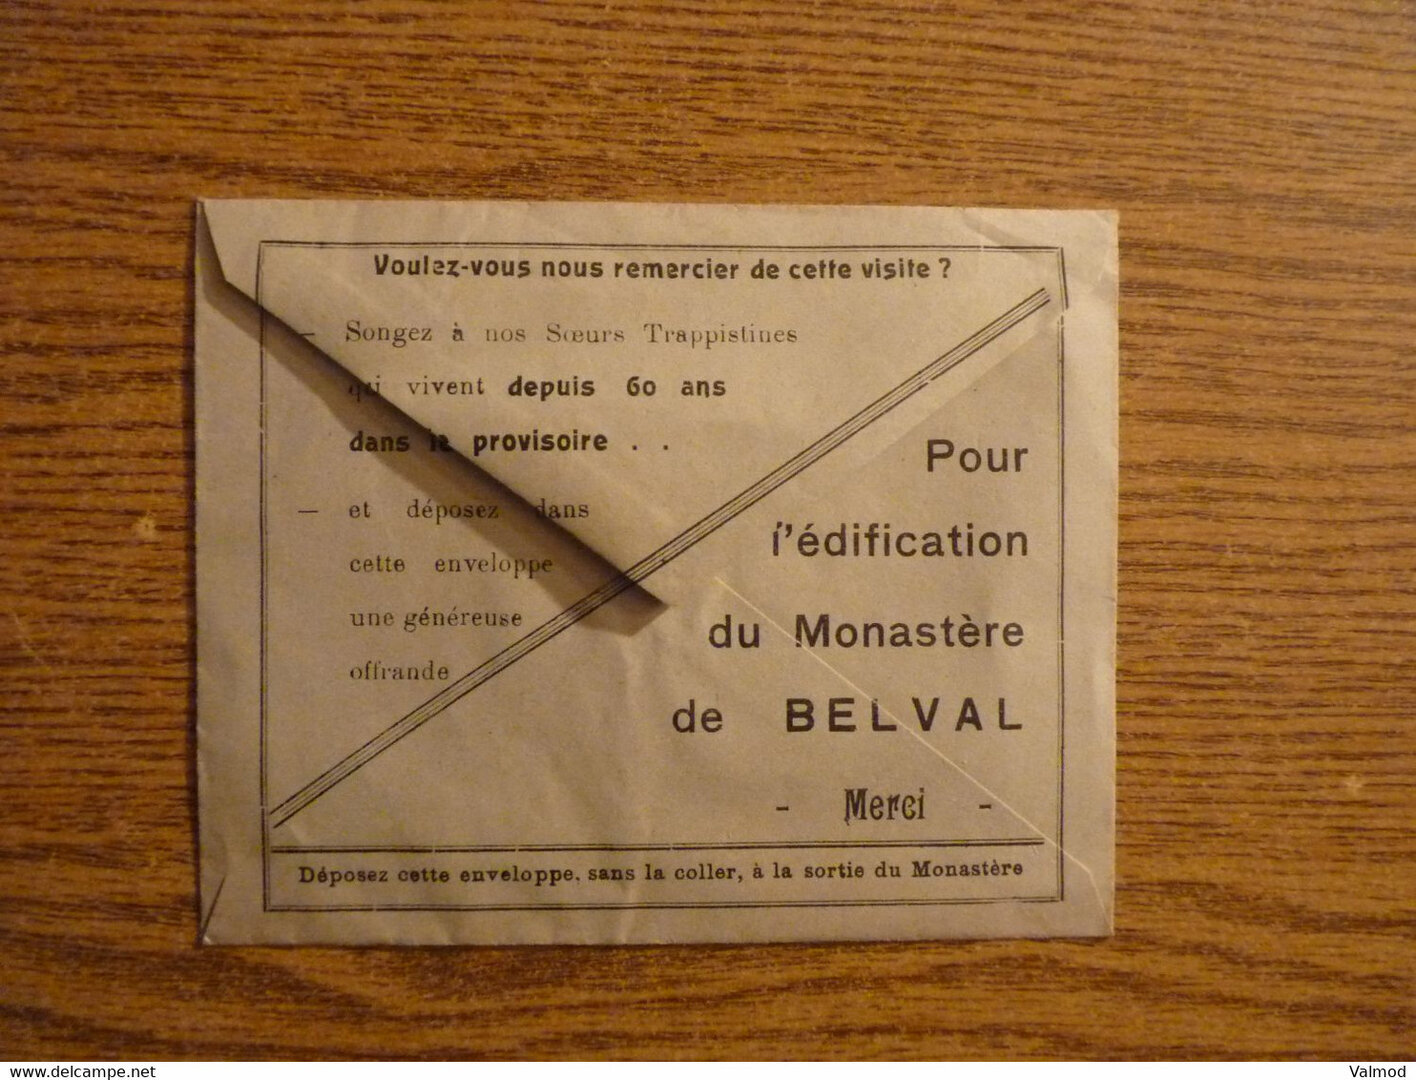 Voulez-vous nous remercier de cette visite ?
— Songez à nos Sœurs Trappistines
qui vivent depuis 60 ans
dans le provisoire . .
— et déposez dans
cette enveloppe
une généreuse
offrande
Pour
l'édification
du Monastère
de BELVAL
- Merci -
Déposez cette enveloppe, sans la coller, à la sortie du Monastère
delcampe.net
Valmod